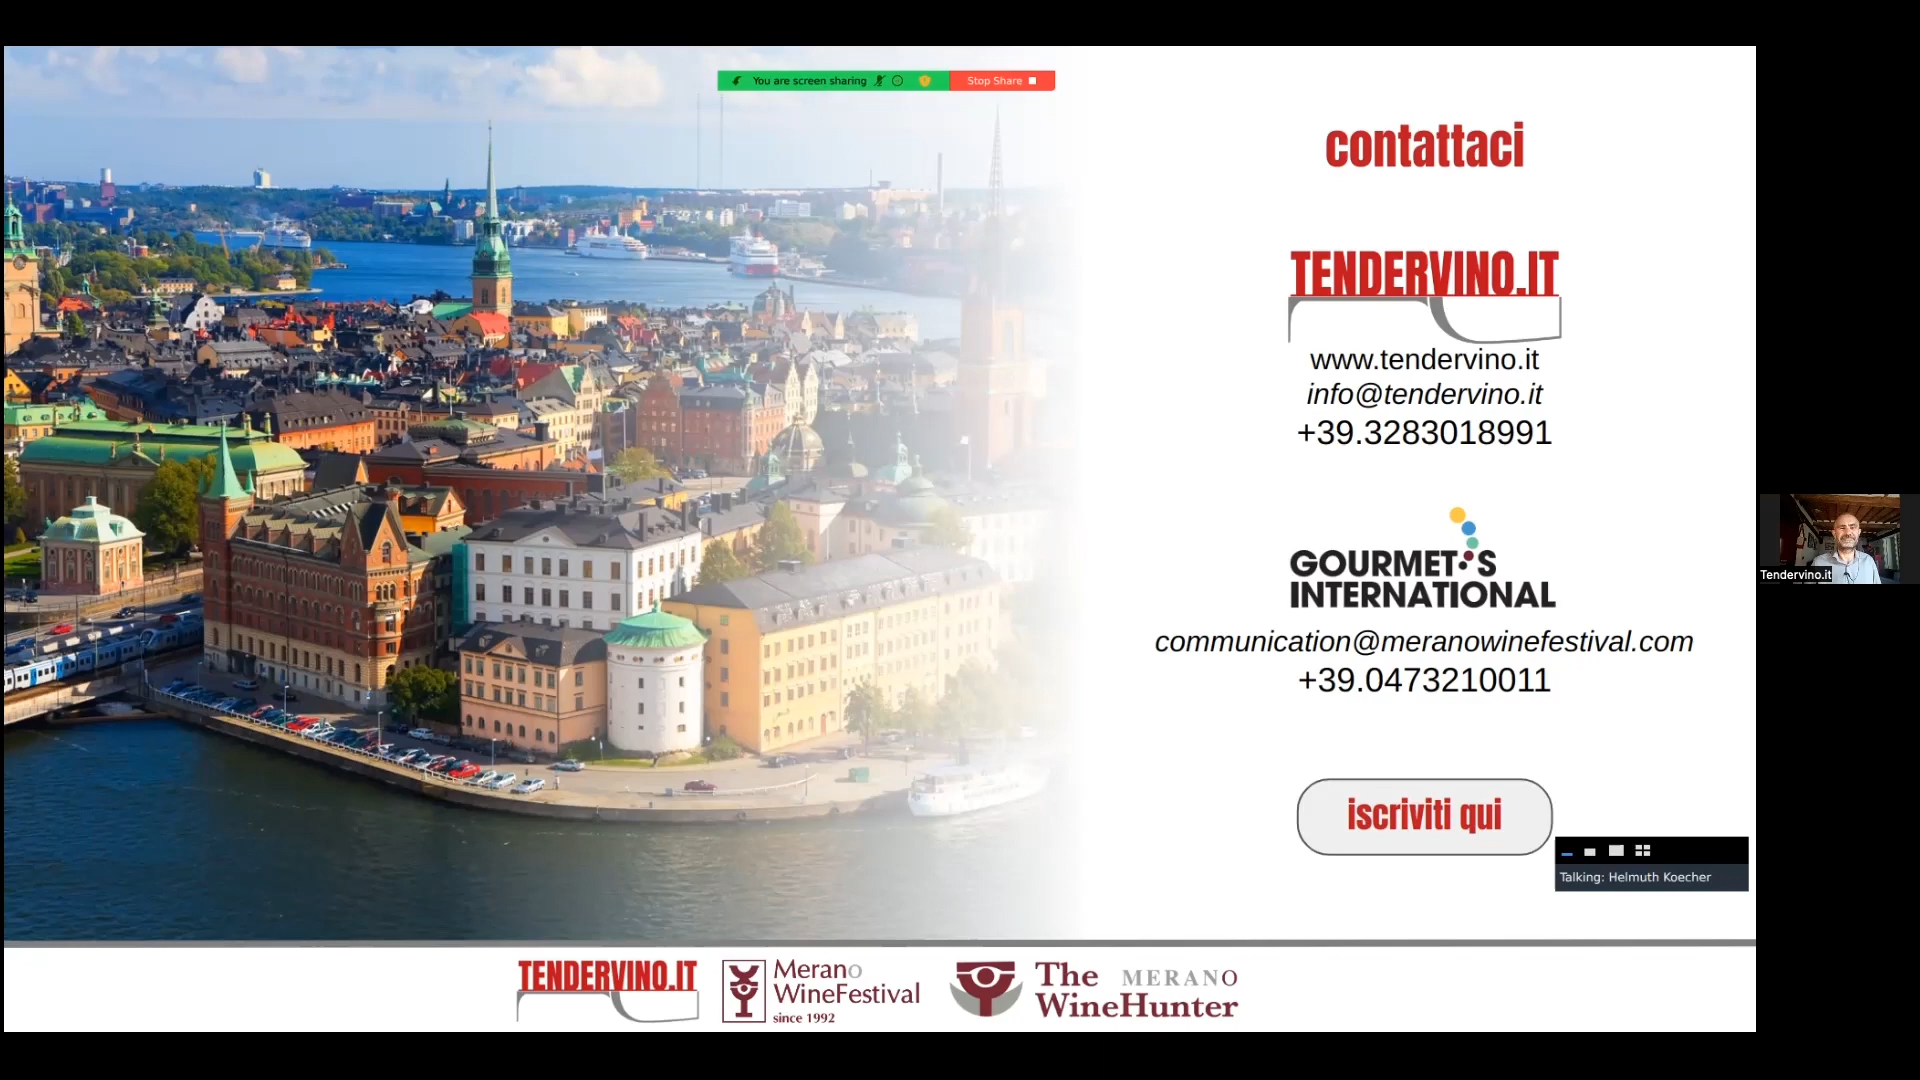 You are screen sharing
Stop Share
contattaci
TENDERVINO.IT
www.tendervino.it
info@tendervino.it
+39.3283018991
GOURMET'S
INTERNATIONAL
communication@meranowinefestival.com
+39.0473210011
iscriviti qui
Talking: Helmuth Koecher
Tendervino.it
TENDERVINO.IT
Merano
WineFestival
since 1992
The MERANO
WineHunter